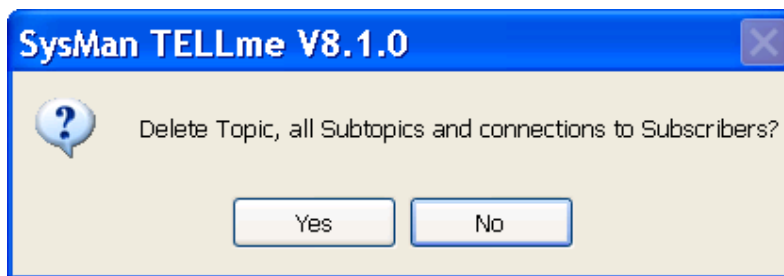 SysMan TELLme V8.1.0
Delete Topic, all Subtopics and connections to Subscribers?
Yes
No